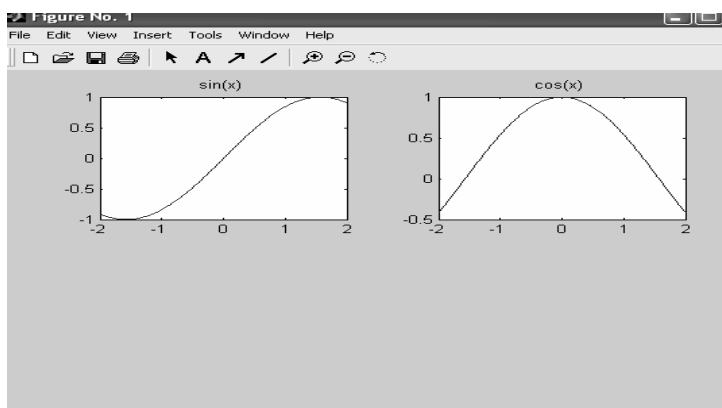 Figure No. 1
File Edit View Insert Tools Window Help
A
sin(x)
1
0.5
0
-0.5
-1
-2 -1 0 1 2
cos(x)
1
0.5
0
-0.5
-2 -1 0 1 2